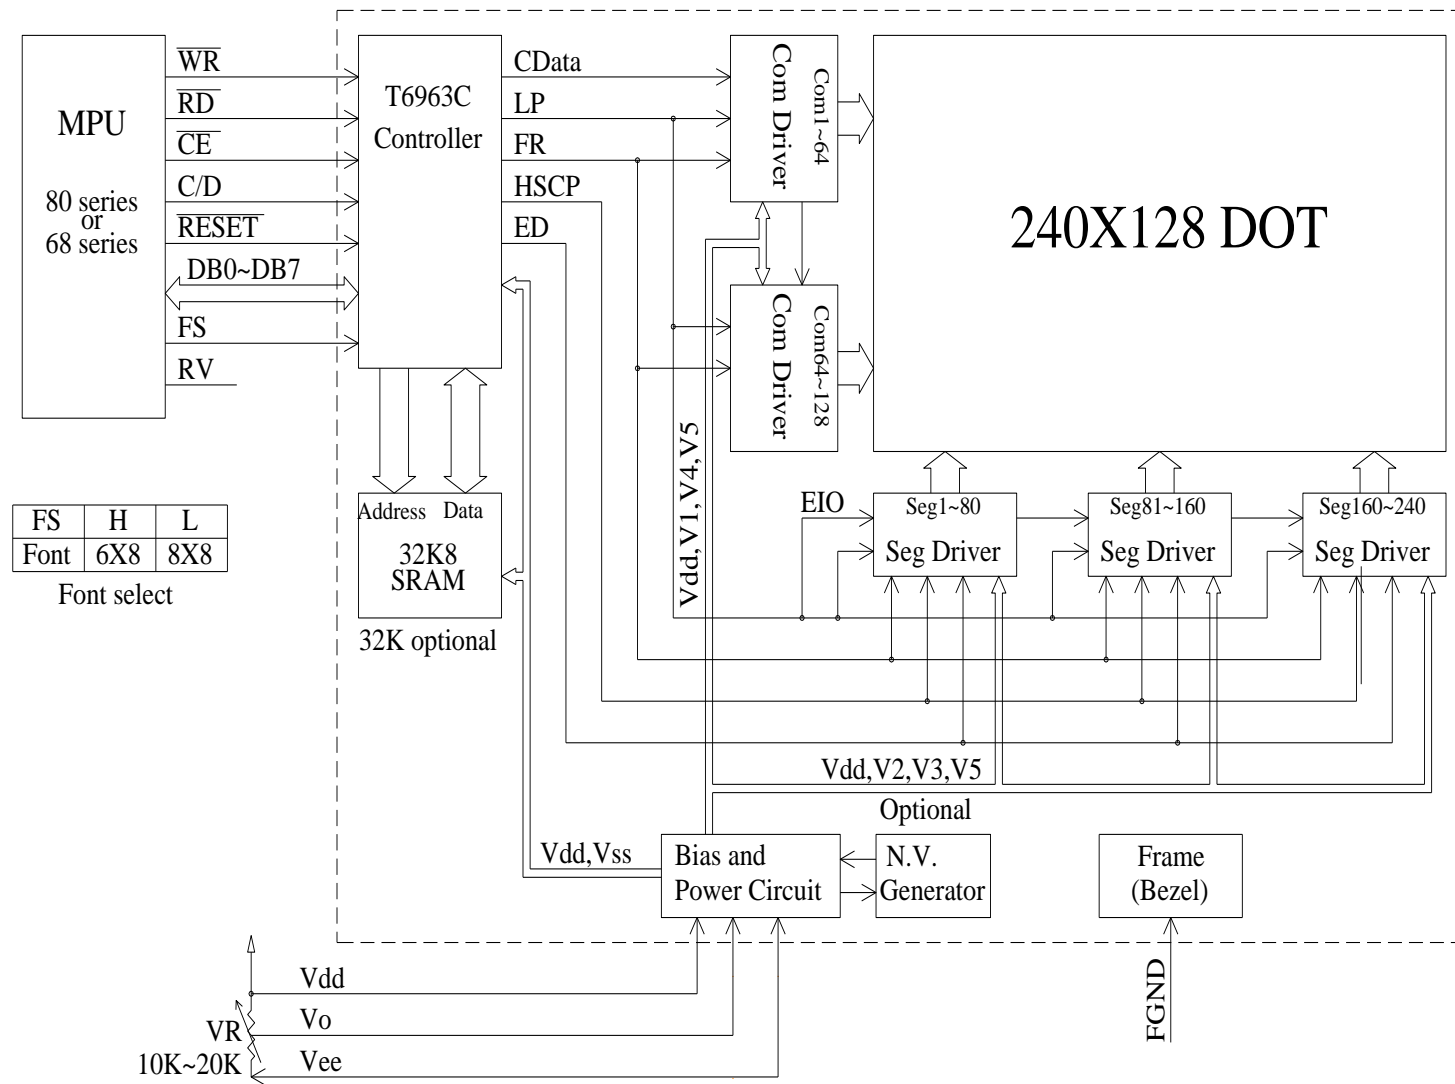 MPU
80 series
or
68 series
WR
RD
CE
C/D
RESET
DB0~DB7
FS
RV
T6963C
Controller
CData
LP
FR
HSCP
ED
Com Driver
Com1~64
Com Driver
Com64~128
240X128 DOT
Address Data
32K8
SRAM
32K optional
FS H L
Font 6X8 8X8
Font select
Vdd,V1,V4,V5
EIO
Seg1~80
Seg Driver
Seg81~160
Seg Driver
Seg160~240
Seg Driver
Vdd,V2,V3,V5
Optional
Vdd,Vss
Bias and
Power Circuit
N.V.
Generator
Frame
(Bezel)
FGND
Vdd
Vo
Vee
VR
10K~20K